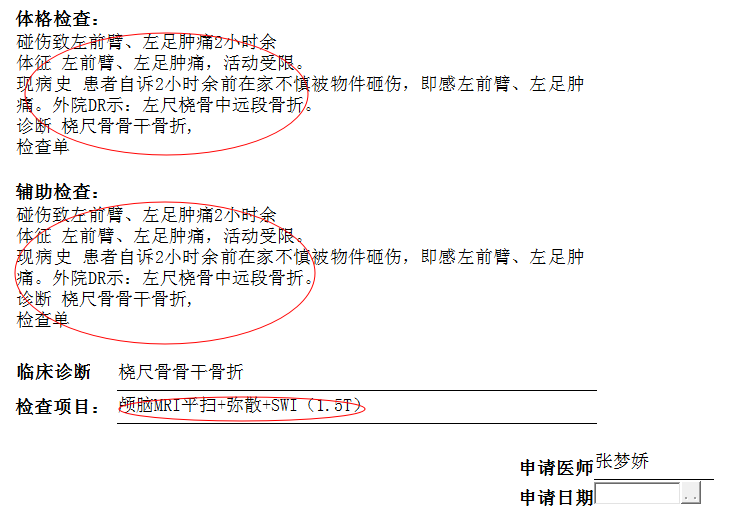 体格检查：
碰伤致左前臂、左足肿痛2小时余
体征 左前臂、左足肿痛，活动受限。
现病史 患者自诉2小时余前在家不慎被物件砸伤，即感左前臂、左足肿
痛。外院DR示：左尺桡骨中远段骨折。
诊断 桡尺骨骨干骨折,
检查单
辅助检查：
碰伤致左前臂、左足肿痛2小时余
体征 左前臂、左足肿痛，活动受限。
现病史 患者自诉2小时余前在家不慎被物件砸伤，即感左前臂、左足肿
痛。外院DR示：左尺桡骨中远段骨折。
诊断 桡尺骨骨干骨折,
检查单
临床诊断 桡尺骨骨干骨折
检查项目： 颅脑MRI平扫+弥散+SWI（1.5T）
申请医师 张梦娇
申请日期 ..